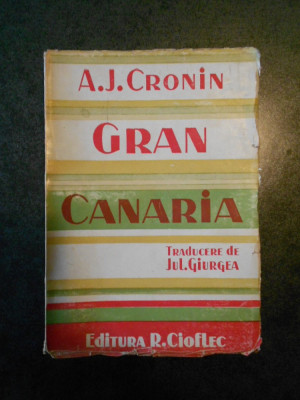 A.J. CRONIN
GRAN
CANARIA
TRADUCERE DE
JUL. GIURGEA
EDITURA R. CIOFLEC